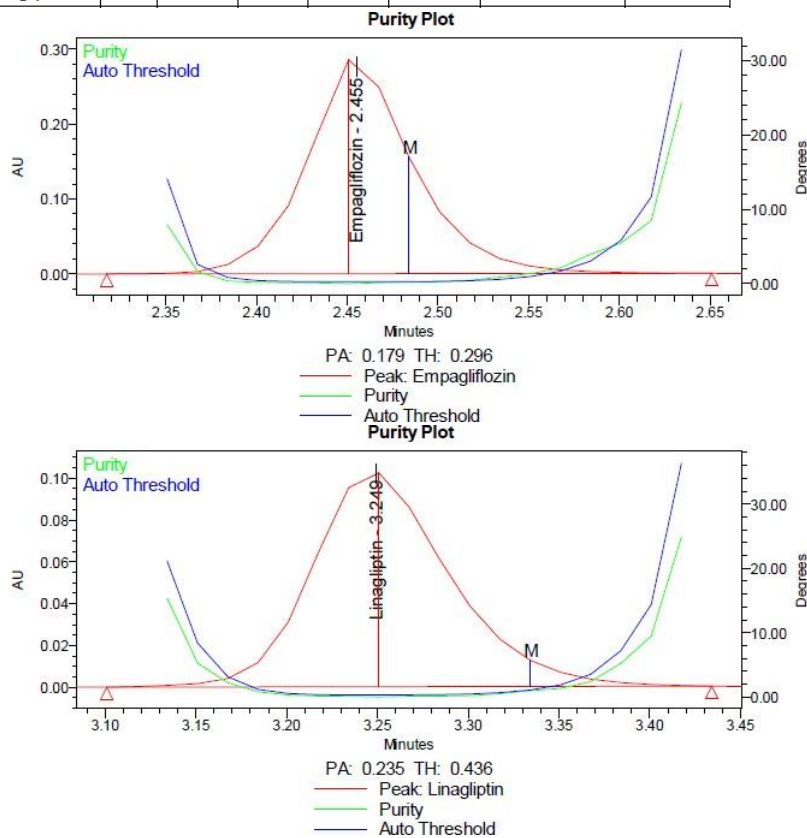 Purity Plot
Purity
Auto Threshold
0.30
0.20
0.10
0.00
AU
30.00
20.00
10.00
0.00
Degrees
Empagliflozin - 2.455
M
2.35 2.40 2.45 2.50 2.55 2.60 2.65
Minutes
PA: 0.179 TH: 0.296
Peak: Empagliflozin
Purity
Auto Threshold
Purity Plot
Purity
Auto Threshold
0.10
0.08
0.06
0.04
0.02
0.00
AU
30.00
20.00
10.00
0.00
Degrees
Linagliptin - 3.249
M
3.10 3.15 3.20 3.25 3.30 3.35 3.40 3.45
Minutes
PA: 0.235 TH: 0.436
Peak: Linagliptin
Purity
Auto Threshold